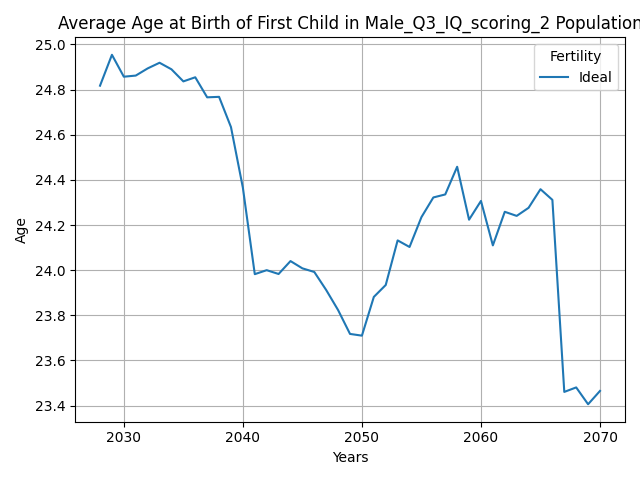 Average Age at Birth of First Child in Male_Q3_IQ_scoring_2 Population
25.0
24.8
24.6
24.4
24.2
24.0
23.8
23.6
23.4
Age
Fertility
Ideal
2030 2040 2050 2060 2070
Years